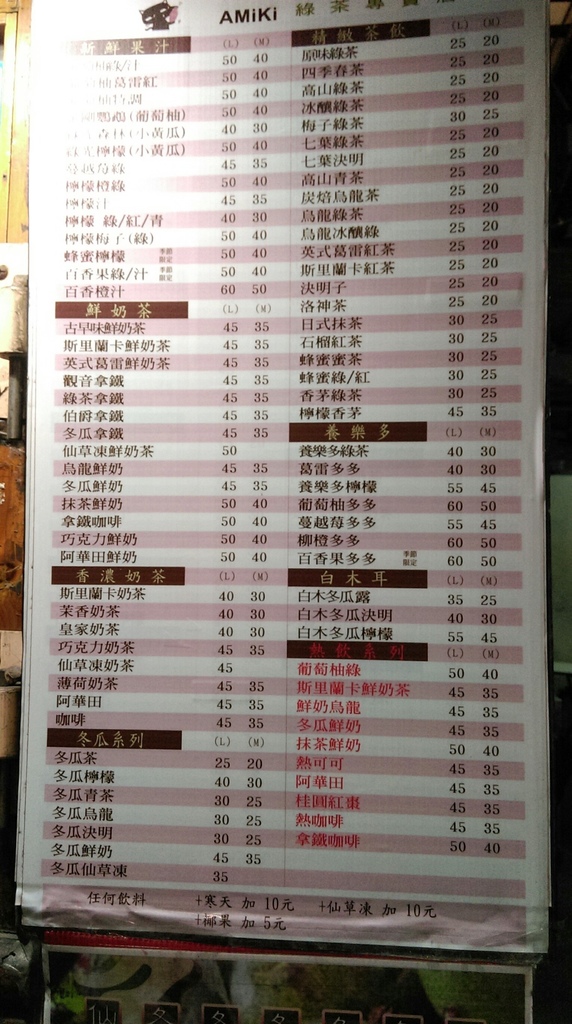 AMiKi 綠茶專賣店
新鮮果汁 (L) (M)
50 40
葛雷紅 50 40
50 40
(葡萄柚) 50 40
森林(小黃瓜) 40 30
檸檬(小黃瓜) 50 40
蔓越莓綠 45 35
檸檬橙綠 50 40
檸檬汁 45 35
檸檬 綠/紅/青 40 30
檸檬梅子(綠) 50 40
蜂蜜檸檬 季節限定 50 40
百香果綠/汁 季節限定 50 40
百香橙汁 60 50
鮮奶茶 (L) (M)
古早味鮮奶茶 45 35
斯里蘭卡鮮奶茶 45 35
英式葛雷鮮奶茶 45 35
觀音拿鐵 45 35
綠茶拿鐵 45 35
伯爵拿鐵 45 35
冬瓜拿鐵 45 35
仙草凍鮮奶茶 50
烏龍鮮奶 45 35
冬瓜鮮奶 45 35
抹茶鮮奶 50 40
拿鐵咖啡 50 40
巧克力鮮奶 50 40
阿華田鮮奶 50 40
香濃奶茶 (L) (M)
斯里蘭卡奶茶 40 30
茉香奶茶 40 30
皇家奶茶 40 30
巧克力奶茶 45 35
仙草凍奶茶 45
薄荷奶茶 45 35
阿華田 45 35
咖啡 45 35
冬瓜系列 (L) (M)
冬瓜茶 25 20
冬瓜檸檬 40 30
冬瓜青茶 30 25
冬瓜烏龍 30 25
冬瓜決明 30 25
冬瓜鮮奶 45 35
冬瓜仙草凍 35
精緻茶飲 (L) (M)
原味綠茶 25 20
四季春茶 25 20
高山綠茶 25 20
冰釀綠茶 25 20
梅子綠茶 30 25
七葉綠茶 25 20
七葉決明 25 20
高山青茶 25 20
炭焙烏龍茶 25 20
烏龍綠茶 25 20
烏龍冰釀綠 25 20
英式葛雷紅茶 25 20
斯里蘭卡紅茶 25 20
決明子 25 20
洛神茶 25 20
日式抹茶 30 25
石榴紅茶 30 25
蜂蜜蜜茶 30 25
蜂蜜綠/紅 30 25
香茅綠茶 30 25
檸檬香茅 45 35
養樂多 (L) (M)
養樂多綠茶 40 30
葛雷多多 40 30
養樂多檸檬 55 45
葡萄柚多多 60 50
蔓越莓多多 55 45
柳橙多多 60 50
百香果多多 季節限定 60 50
白木耳 (L) (M)
白木冬瓜露 35 25
白木冬瓜決明 40 30
白木冬瓜檸檬 55 45
熱飲系列 (L) (M)
葡萄柚綠 50 40
斯里蘭卡鮮奶茶 45 35
鮮奶烏龍 45 35
冬瓜鮮奶 45 35
抹茶鮮奶 50 40
熱可可 45 35
阿華田 45 35
桂圓紅棗 45 35
熱咖啡 45 35
拿鐵咖啡 50 40
任何飲料 +寒天 加 10元 +仙草凍 加 10元
+椰果 加 5元